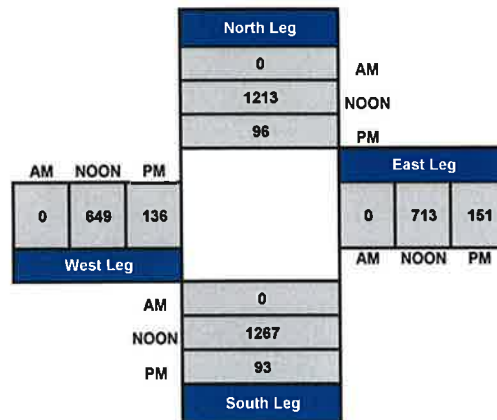 North Leg
0 AM
1213 NOON
96 PM
AM NOON PM
East Leg
0 649 136
0 713 151
West Leg
AM NOON PM
AM 0
NOON 1267
PM 93
South Leg